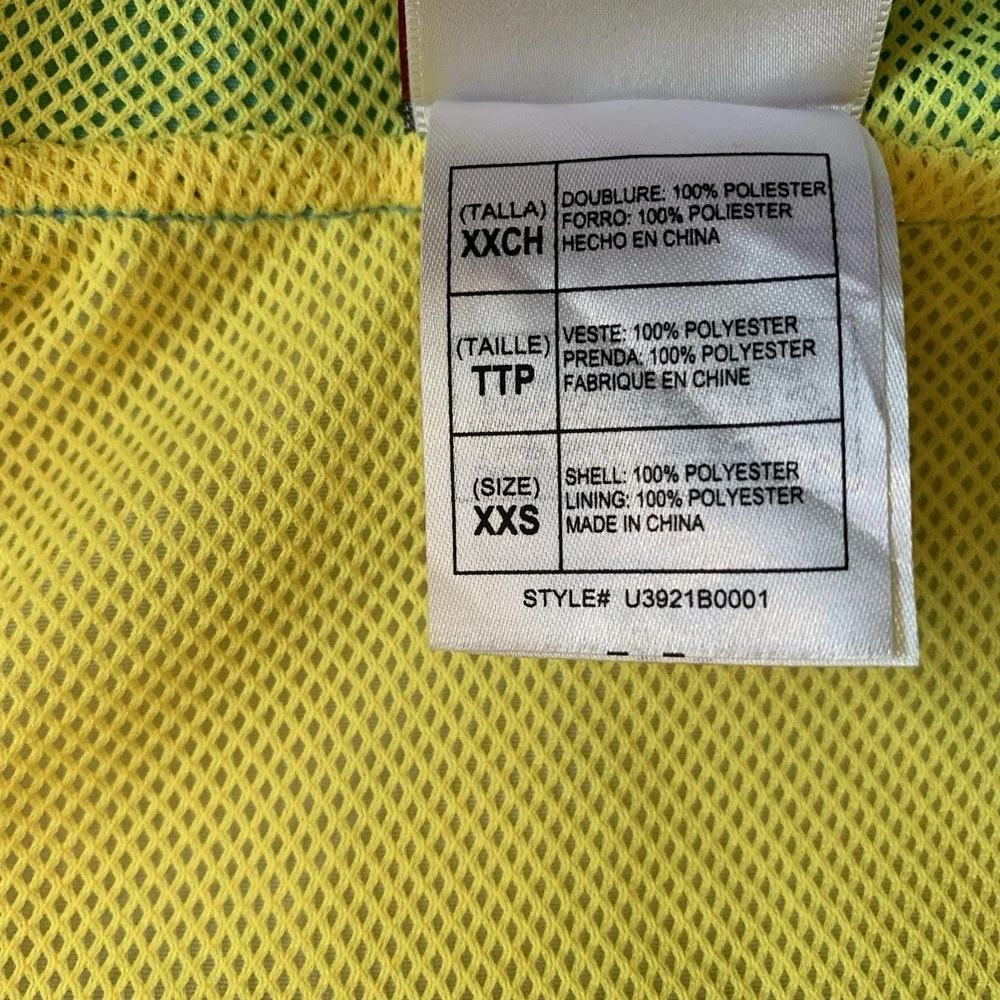 (TALLA)
XXCH
DOUBLURE: 100% POLIESTER
FORRO: 100% POLIESTER
HECHO EN CHINA
(TAILLE)
TTP
VESTE: 100% POLYESTER
PRENDA: 100% POLYESTER
FABRIQUE EN CHINE
(SIZE)
XXS
SHELL: 100% POLYESTER
LINING: 100% POLYESTER
MADE IN CHINA
STYLE# U3921B0001